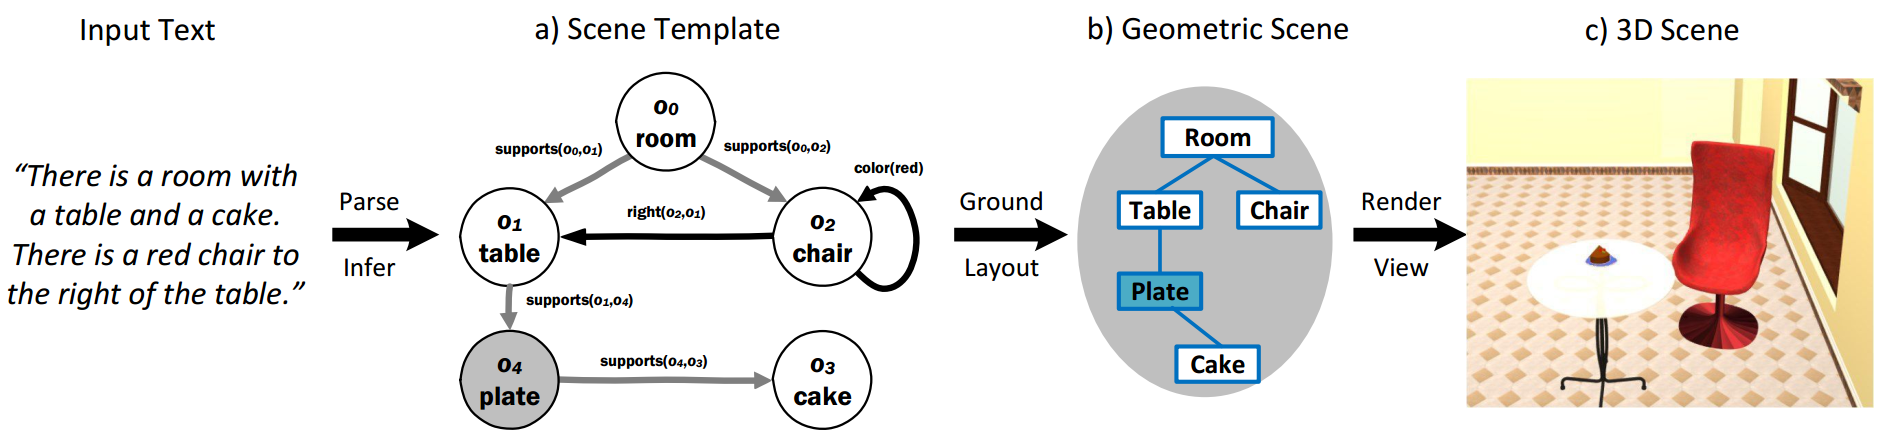 Input Text
a) Scene Template
b) Geometric Scene
c) 3D Scene
“There is a room with
a table and a cake.
There is a red chair to
the right of the table.”
Parse
Infer
o0
room
supports(o0,o1)
supports(o0,o2)
color(red)
o1
table
right(o2,o1)
o2
chair
supports(o1,o4)
o4
plate
supports(o4,o3)
o3
cake
Ground
Layout
Room
Table
Chair
Plate
Cake
Render
View